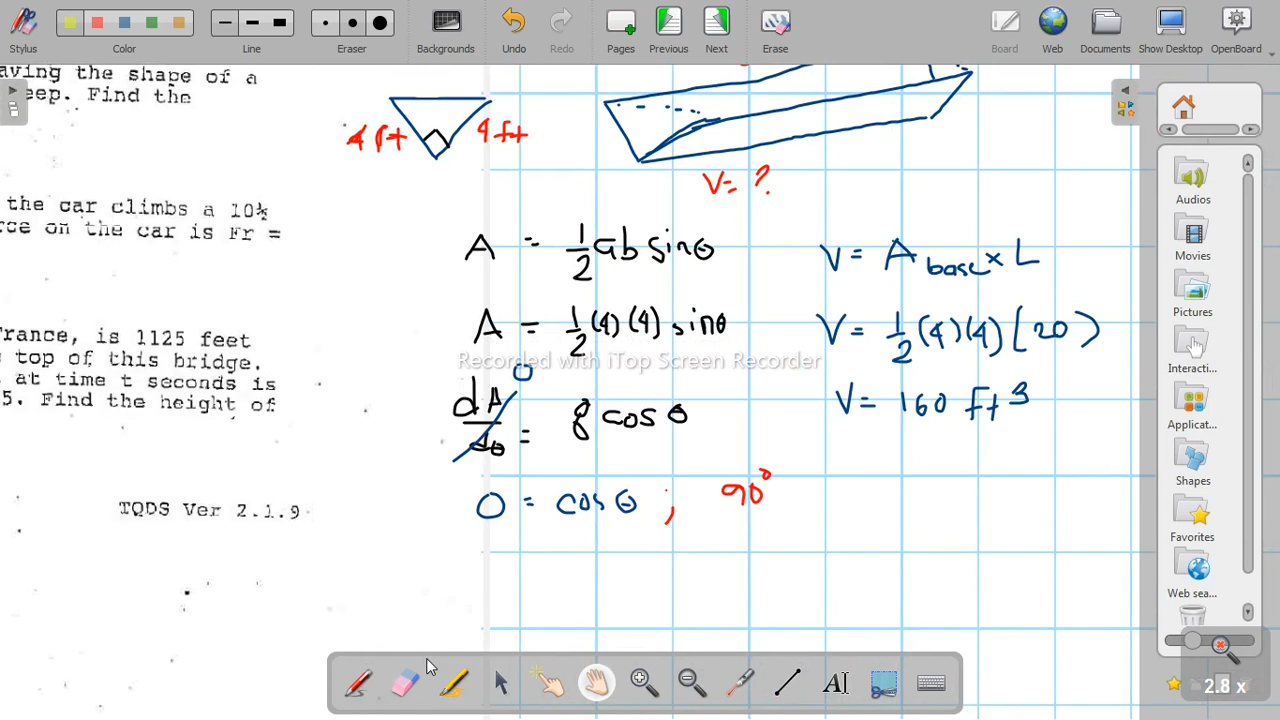 Stylus
Color
Line
Eraser
Backgrounds
Undo
Redo
Pages
Previous
Next
Erase
Board
Web
Documents
Show Desktop
OpenBoard
aving the shape of a
eep. Find the
4 ft 4 ft
V= ?
the car climbs a 10%
rce on the car is Fr =
A = 1/2 ab sinθ
V = A base × L
A = 1/2 (4) (4) sinθ
V = 1/2 (4)(4) (20)
Recorded with iTop Screen Recorder
rance, is 1125 feet
top of this bridge.
at time t seconds is
5. Find the height of
0
dA/dθ = 8 cos θ
V = 160 ft 3
0 = cos θ ; 90°
TQDS Ver 2.1.9
Audios
Movies
Pictures
Interacti...
Applicat...
Shapes
Favorites
Web sea...
2.8 x